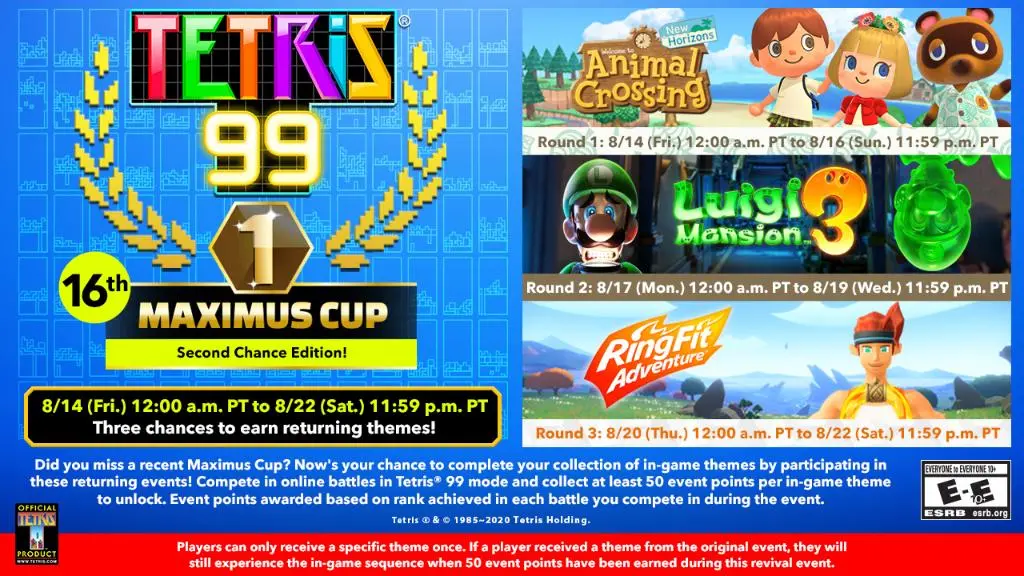 TETRIS®
99
1
16th
MAXIMUS CUP
Second Chance Edition!
8/14 (Fri.) 12:00 a.m. PT to 8/22 (Sat.) 11:59 p.m. PT
Three chances to earn returning themes!
Welcome to
Animal
Crossing
New
Horizons
Round 1: 8/14 (Fri.) 12:00 a.m. PT to 8/16 (Sun.) 11:59 p.m. PT
L
Luigi
Mansion™
3
Round 2: 8/17 (Mon.) 12:00 a.m. PT to 8/19 (Wed.) 11:59 p.m. PT
RingFit
Adventure™
Round 3: 8/20 (Thu.) 12:00 a.m. PT to 8/22 (Sat.) 11:59 p.m. PT
Did you miss a recent Maximus Cup? Now's your chance to complete your collection of in-game themes by participating in
these returning events! Compete in online battles in Tetris® 99 mode and collect at least 50 event points per in-game theme
to unlock. Event points awarded based on rank achieved in each battle you compete in during the event.
Tetris ® & © 1985~2020 Tetris Holding.
EVERYONE to EVERYONE 10+
E-E
10+
ESRB esrb.org
OFFICIAL
TETRIS
PRODUCT
WWW.TETRIS.COM
Players can only receive a specific theme once. If a player received a theme from the original event, they will
still experience the in-game sequence when 50 event points have been earned during this revival event.